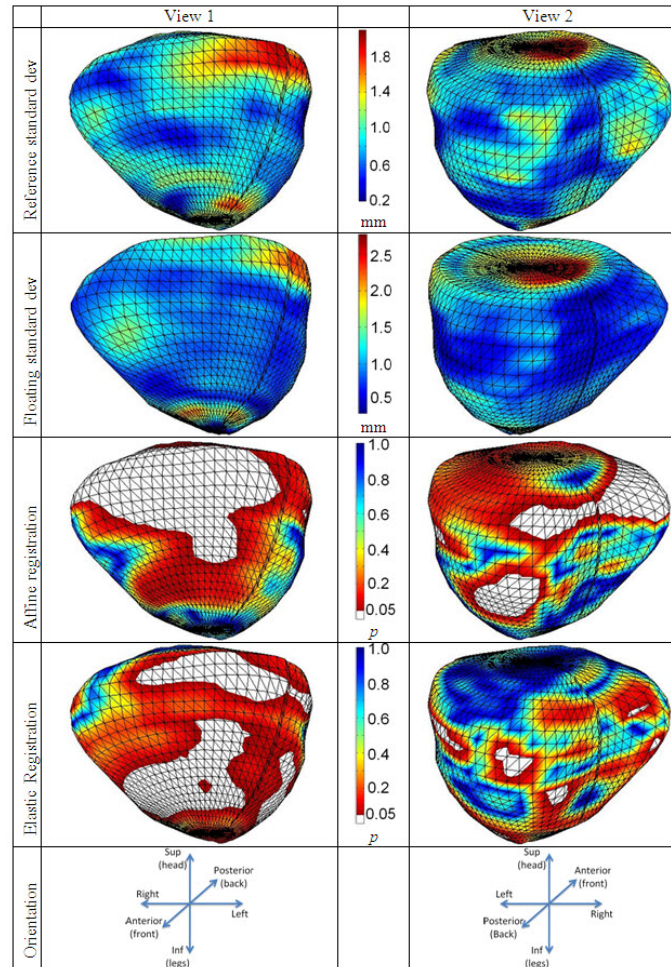 View 1
View 2
Reference standard dev
2.0
1.8
1.4
1.0
0.6
0.2
mm
Floating standard dev
2.5
2.0
1.5
1.0
0.5
mm
Affine registration
1.0
0.8
0.6
0.4
0.2
0.05
p
Elastic Registration
1.0
0.8
0.6
0.4
0.2
0.05
p
Orientation
Sup
(head)
Posterior
(back)
Right
Left
Anterior
(front)
Inf
(legs)
Sup
(head)
Anterior
(front)
Left
Right
Posterior
(Back)
Inf
(legs)